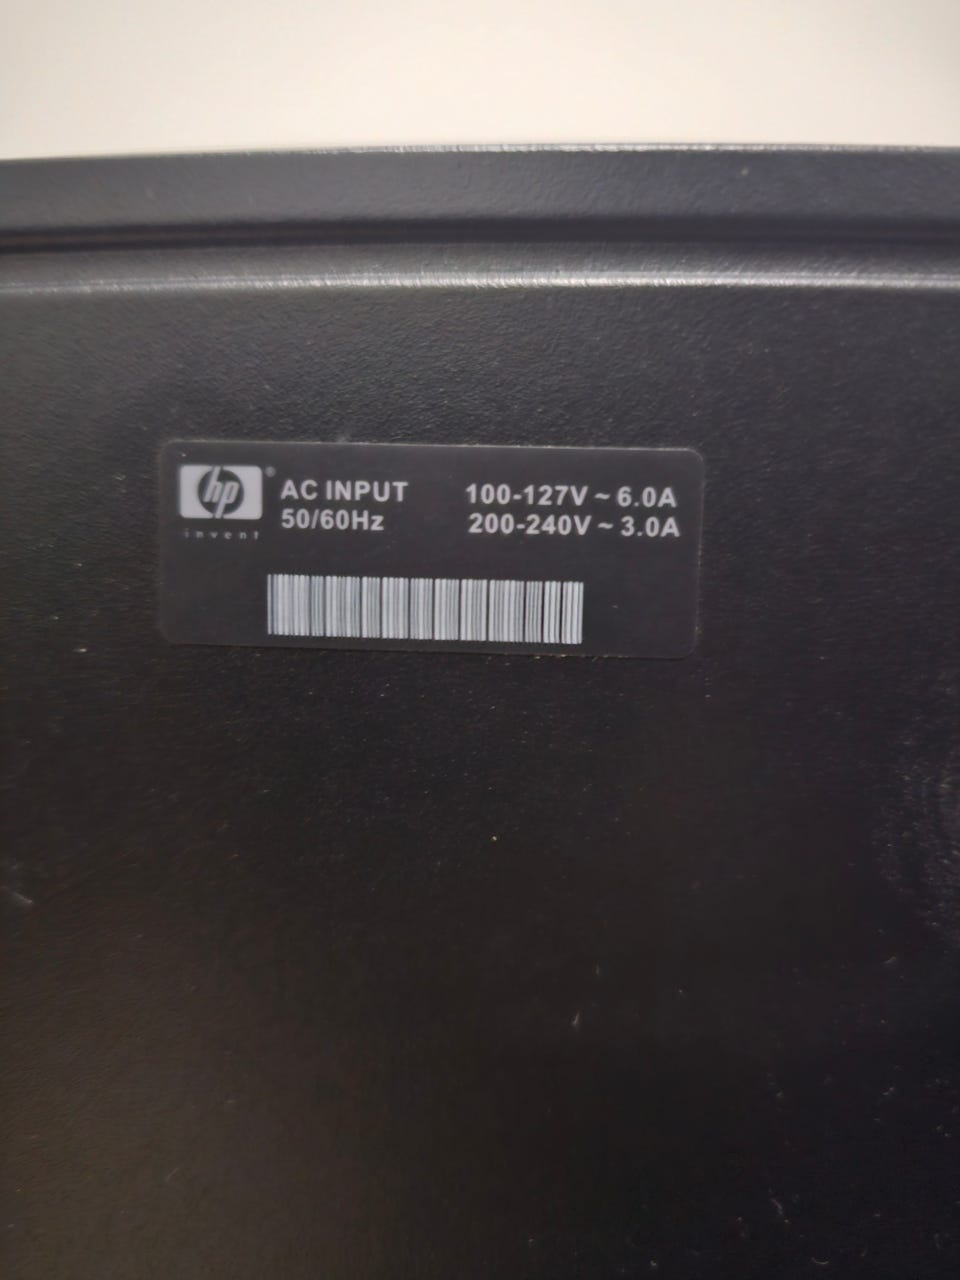 hp®
invent
AC INPUT 100-127V ~ 6.0A
50/60Hz 200-240V ~ 3.0A